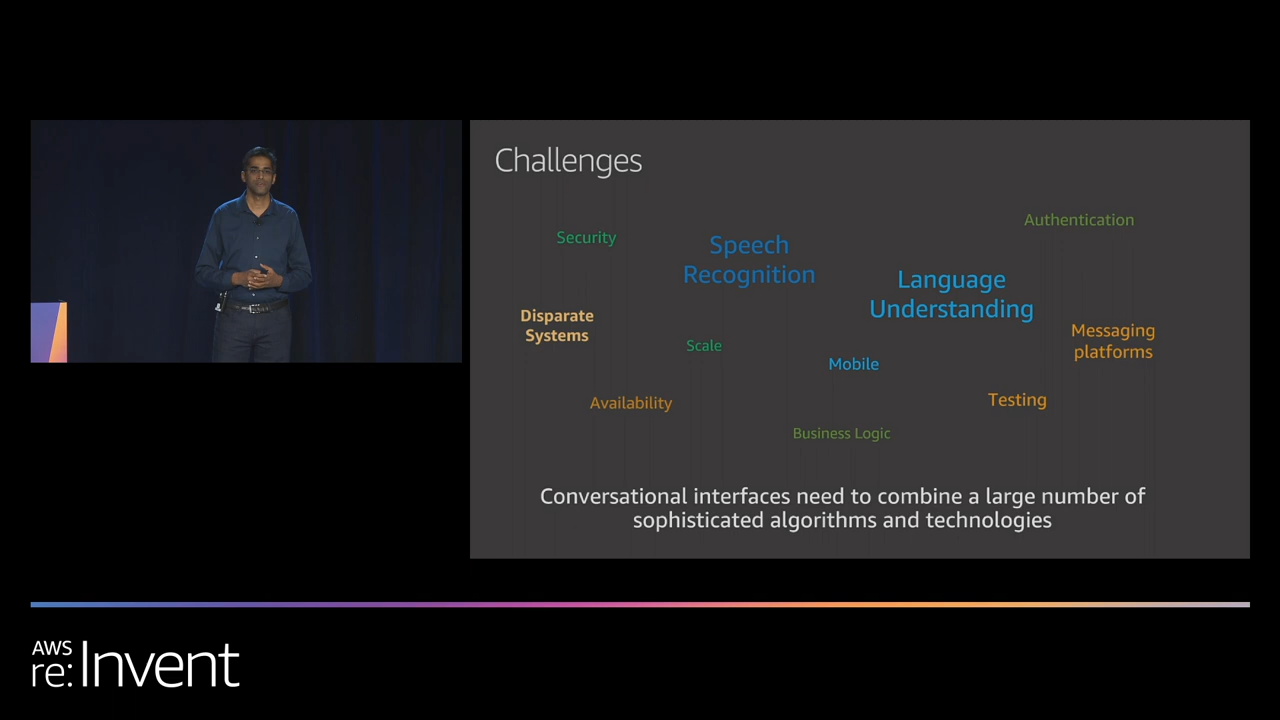 Challenges
Authentication
Security
Speech
Recognition
Language
Understanding
Disparate
Systems
Messaging
platforms
Scale
Mobile
Availability
Testing
Business Logic
Conversational interfaces need to combine a large number of
sophisticated algorithms and technologies
AWS
re:Invent